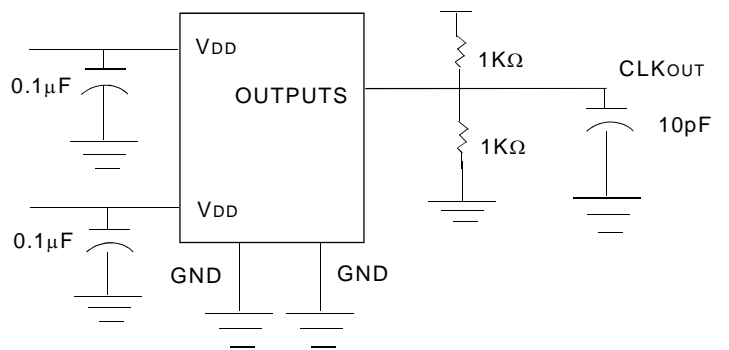 VDD
0.1μF
OUTPUTS
1KΩ
CLKOUT
10pF
1KΩ
VDD
0.1μF
GND
GND